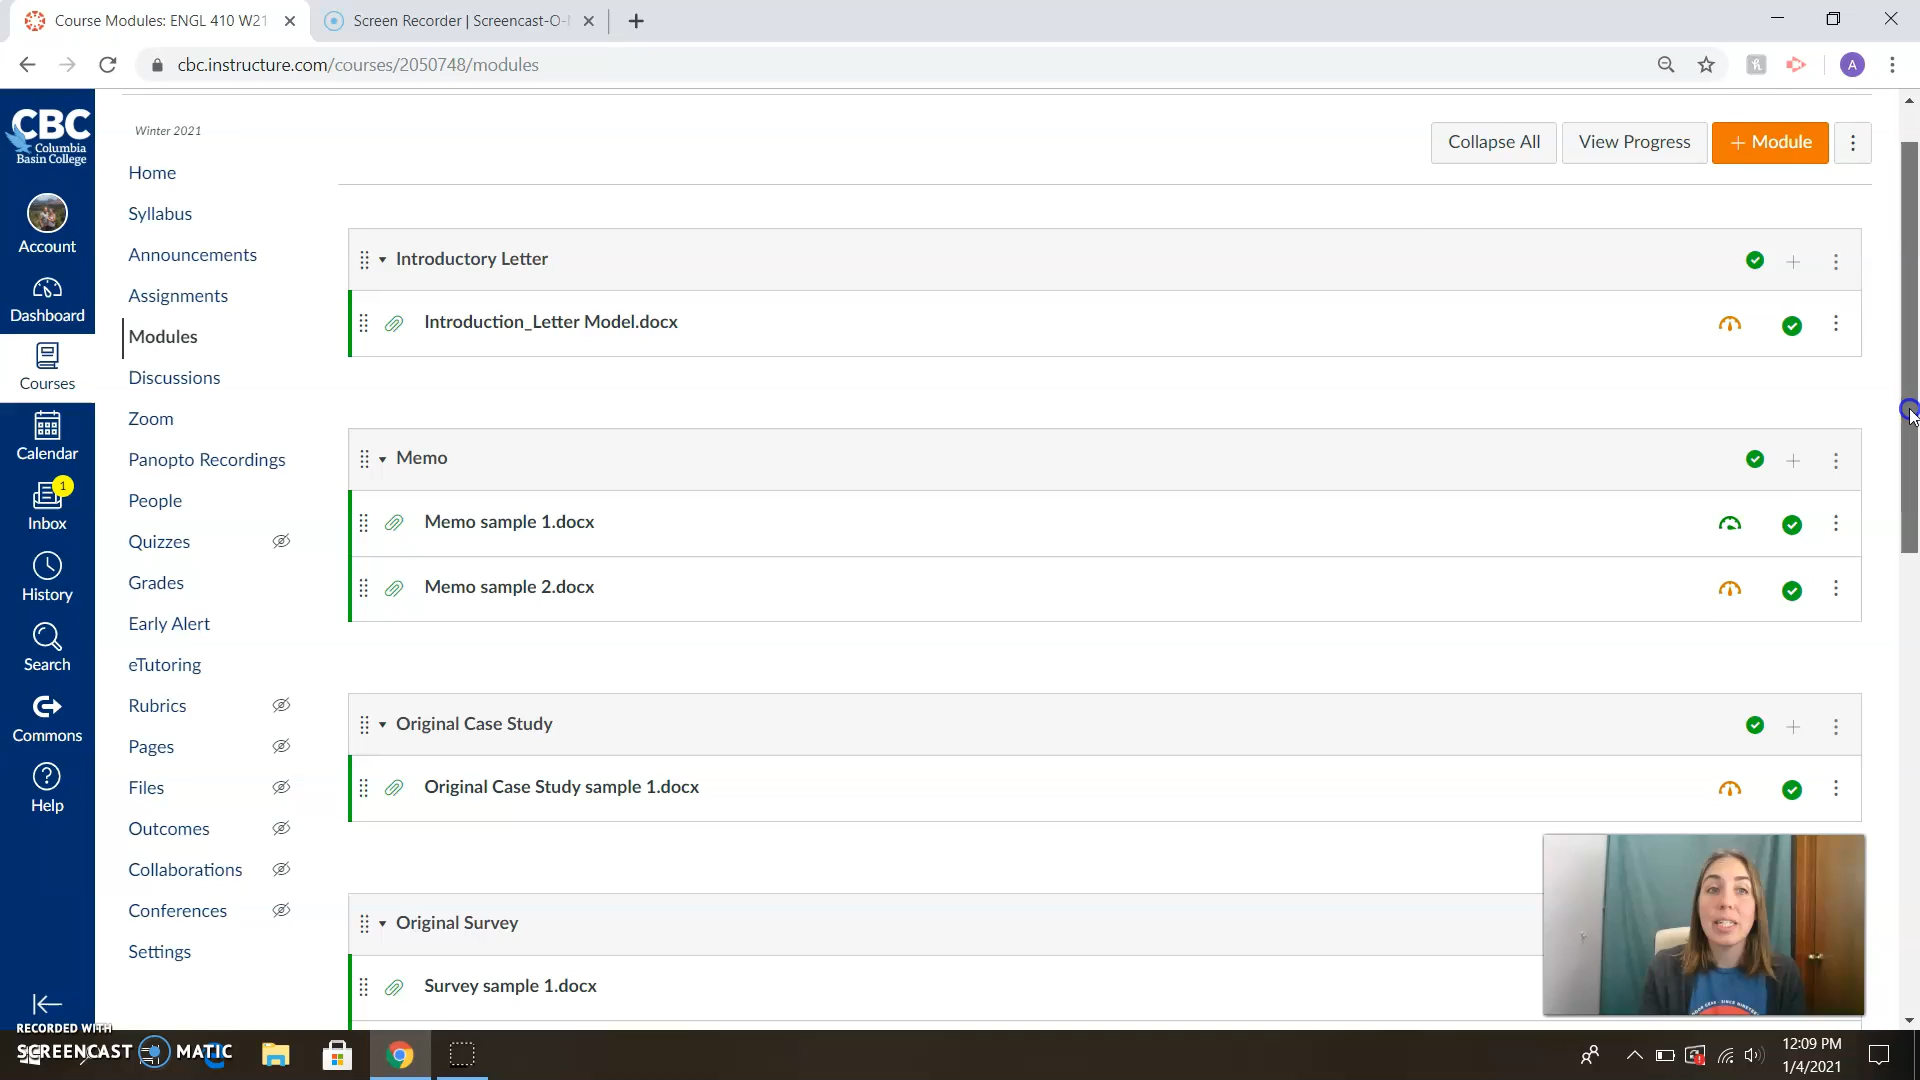 Course Modules: ENGL 410 W21
Screen Recorder | Screencast-O-
cbc.instructure.com/courses/2050748/modules
A
CBC
Columbia
Basin College
Account
Dashboard
Courses
Calendar
1
Inbox
History
Search
Commons
Help
Winter 2021
Home
Syllabus
Announcements
Assignments
Modules
Discussions
Zoom
Panopto Recordings
People
Quizzes
Grades
Early Alert
eTutoring
Rubrics
Pages
Files
Outcomes
Collaborations
Conferences
Settings
Collapse All
View Progress
+ Module
Introductory Letter
Introduction_Letter Model.docx
Memo
Memo sample 1.docx
Memo sample 2.docx
Original Case Study
Original Case Study sample 1.docx
Original Survey
Survey sample 1.docx
RECORDED WITH
SCREENCAST MATIC
12:09 PM
1/4/2021